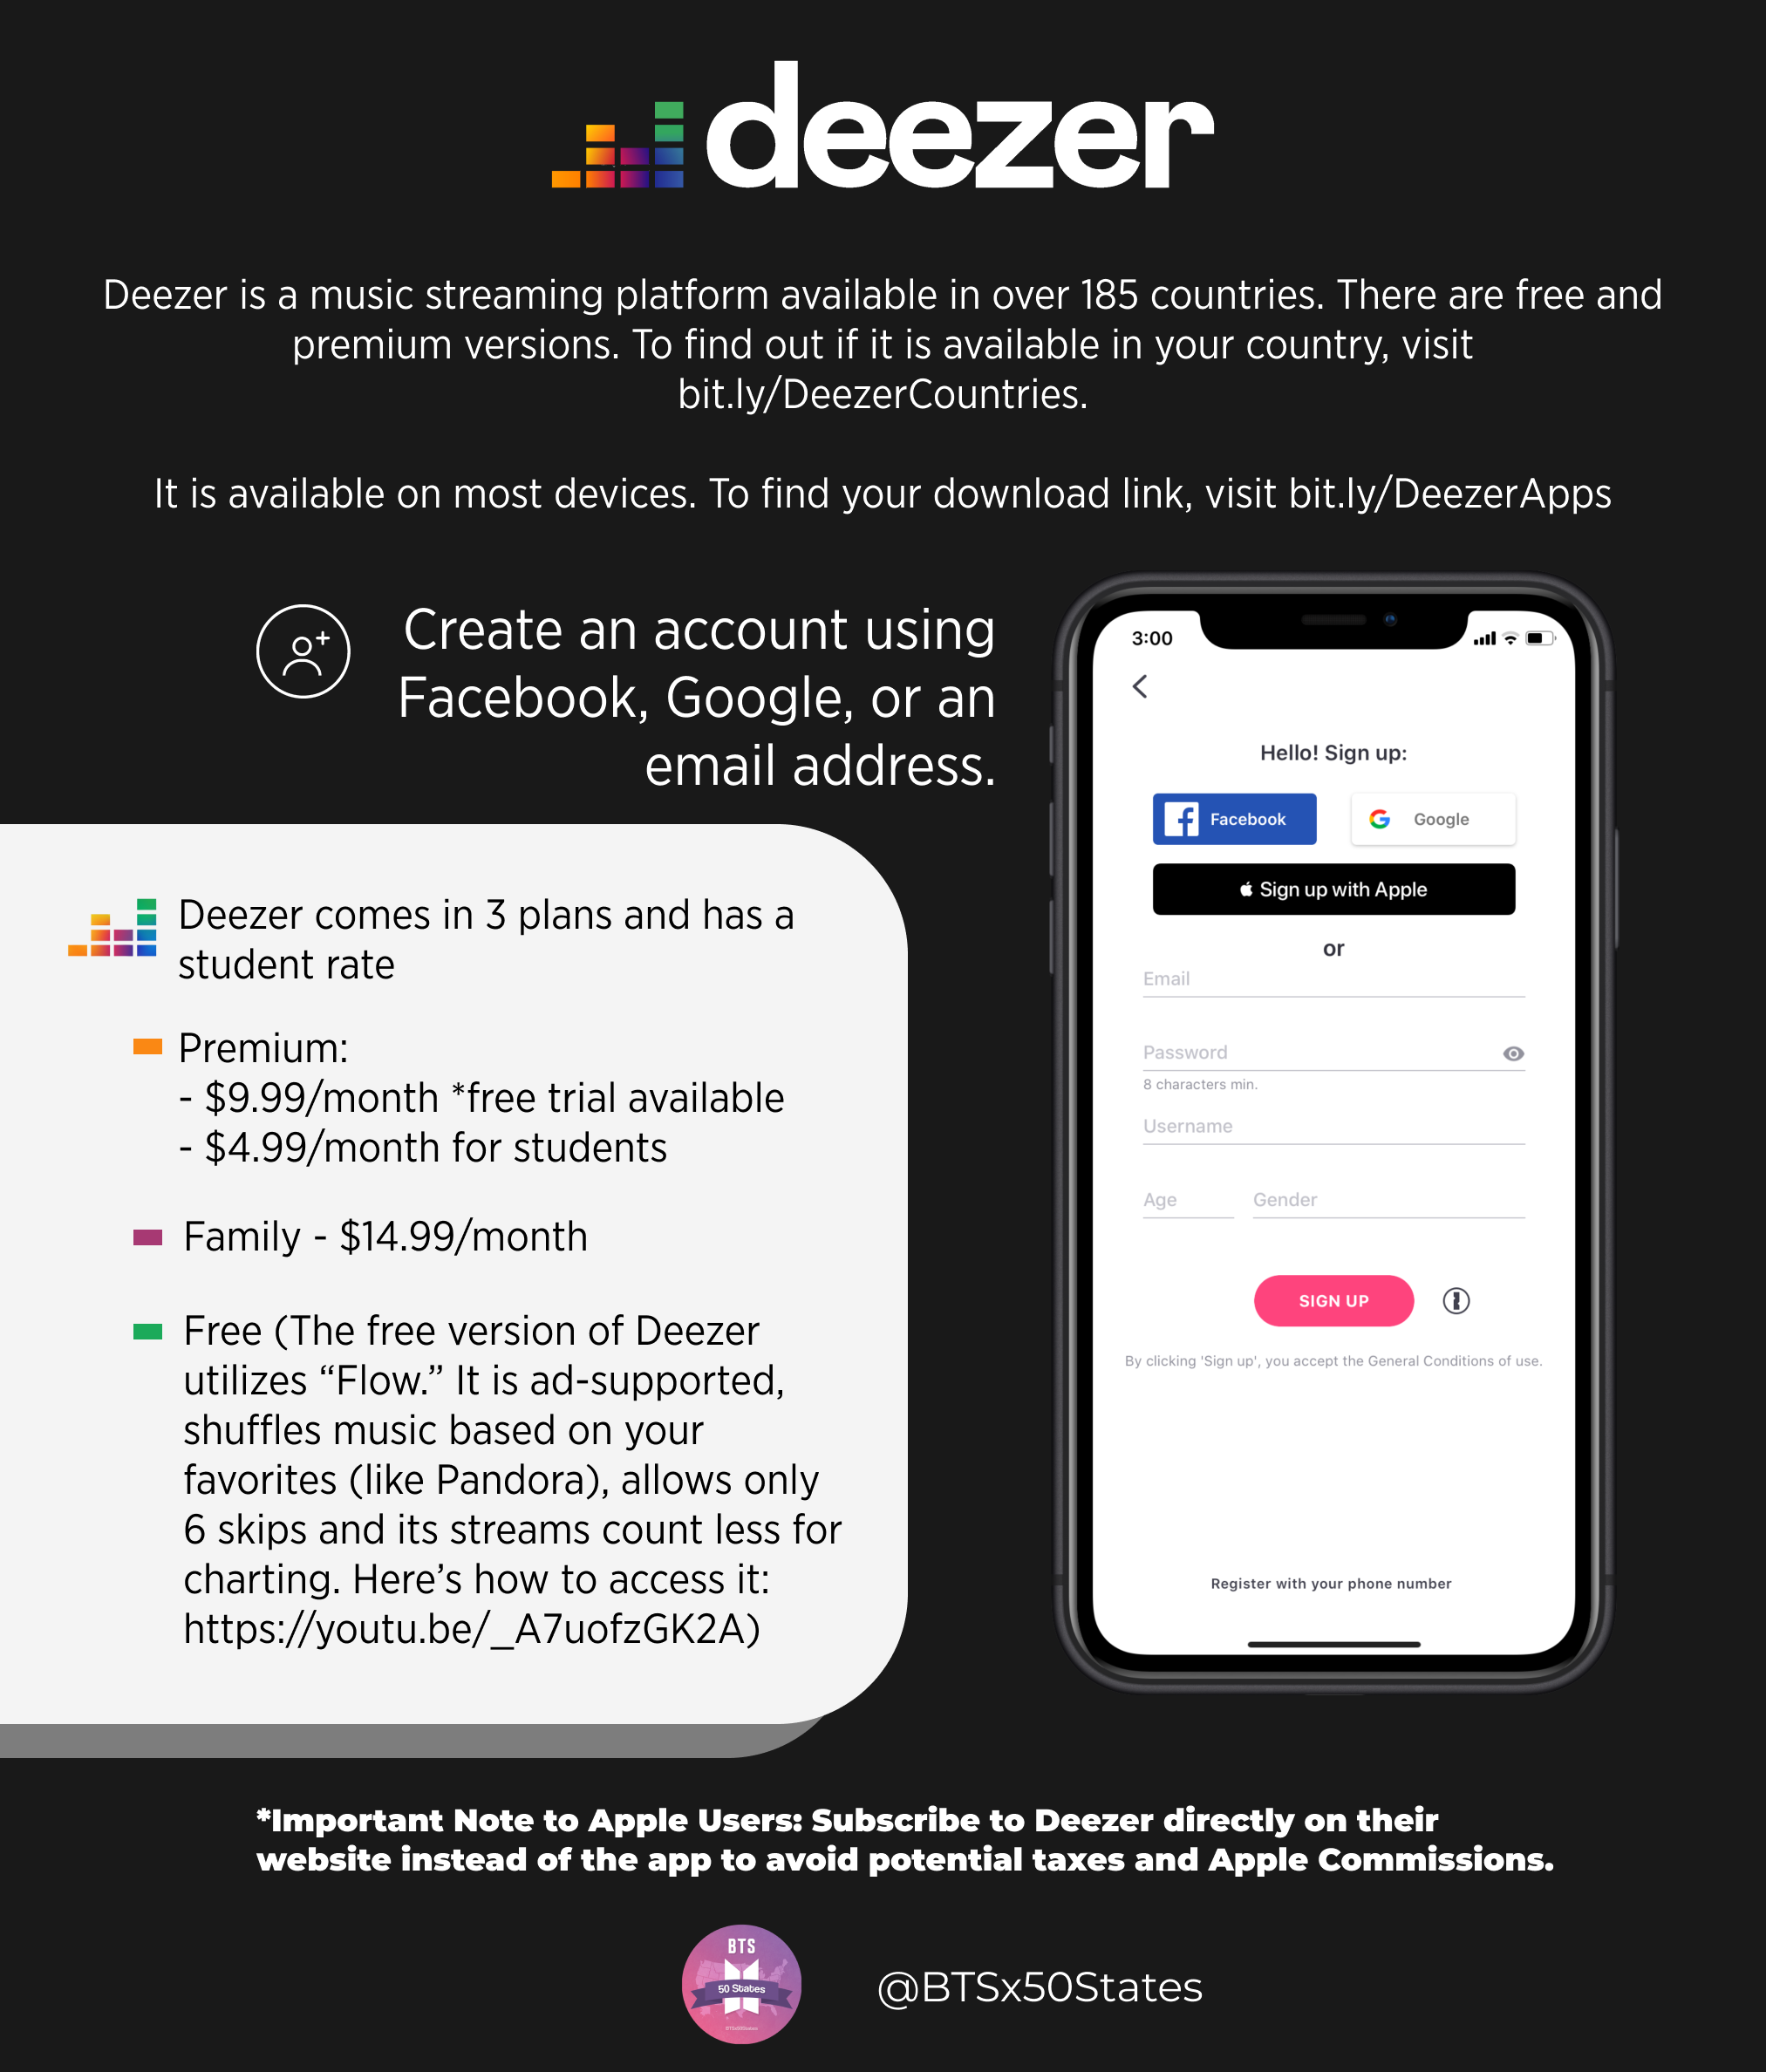 deezer
Deezer is a music streaming platform available in over 185 countries. There are free and
premium versions. To find out if it is available in your country, visit
bit.ly/DeezerCountries.
It is available on most devices. To find your download link, visit bit.ly/DeezerApps
Create an account using
Facebook, Google, or an
email address.
Deezer comes in 3 plans and has a
student rate
Premium:
- $9.99/month *free trial available
- $4.99/month for students
Family - $14.99/month
Free (The free version of Deezer
utilizes “Flow.” It is ad-supported,
shuffles music based on your
favorites (like Pandora), allows only
6 skips and its streams count less for
charting. Here’s how to access it:
https://youtu.be/_A7uofzGK2A)
3:00
Hello! Sign up:
Facebook
Google
Sign up with Apple
or
Email
Password
8 characters min.
Username
Age Gender
SIGN UP
By clicking 'Sign up', you accept the General Conditions of use.
Register with your phone number
*Important Note to Apple Users: Subscribe to Deezer directly on their
website instead of the app to avoid potential taxes and Apple Commissions.
BTS
50 States
BTSx50States
@BTSx50States